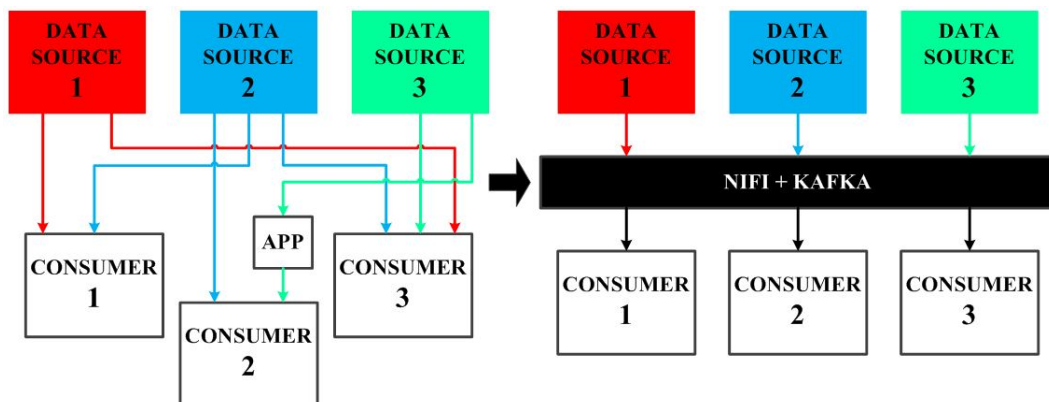 DATA
SOURCE
1
DATA
SOURCE
2
DATA
SOURCE
3
APP
CONSUMER
1
CONSUMER
2
CONSUMER
3
DATA
SOURCE
1
DATA
SOURCE
2
DATA
SOURCE
3
NIFI + KAFKA
CONSUMER
1
CONSUMER
2
CONSUMER
3